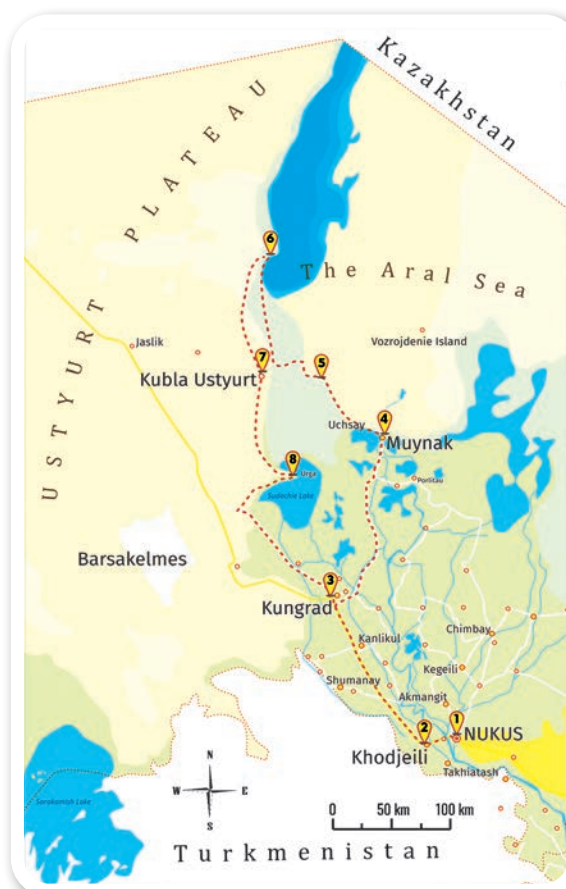 Kazakhstan
USTYURT PLATEAU
6
The Aral Sea
Jaslik
Vozrojdenie Island
7
5
Kubla Ustyurt
4
Uchsay
Muynak
8
Urga
Porlitau
Sudochie Lake
Barsakelmes
3
Kungrad
Kanlikul
Chimbay
Shumanay
Kegeili
Akmangit
1
2
NUKUS
Khodjeili
Takhiatash
N
W E
S
Sarakamish Lake
0 50 km 100 km
Turkmenistan